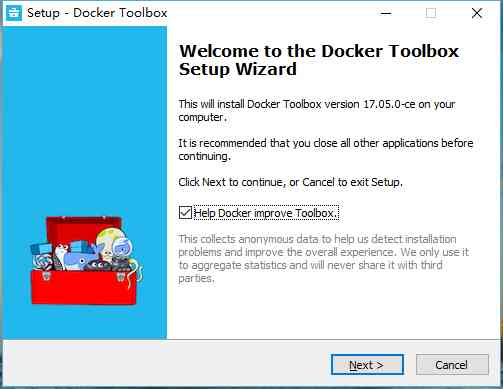 Setup - Docker Toolbox
Welcome to the Docker Toolbox
Setup Wizard
This will install Docker Toolbox version 17.05.0-ce on your
computer.
It is recommended that you close all other applications before
continuing.
Click Next to continue, or Cancel to exit Setup.
Help Docker improve Toolbox.
This collects anonymous data to help us detect installation
problems and improve the overall experience. We only use it
to aggregate statistics and will never share it with third
parties.
Next >
Cancel